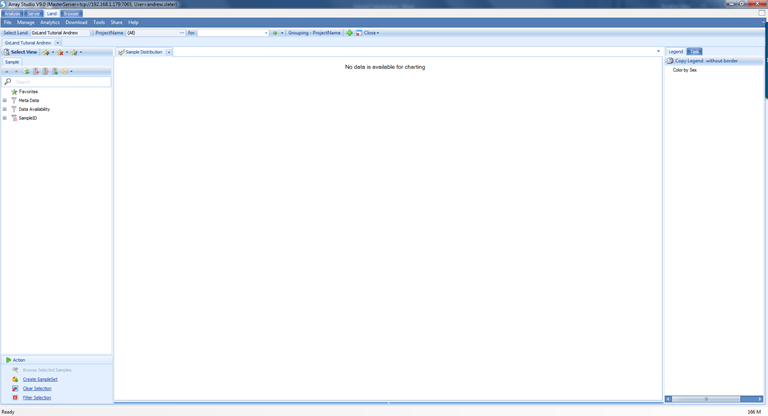 Array Studio V9.0 (MasterServer=tcp://192.168.1.179:7065, User=andrew.slater)
Analysis Server Land Browser
File Manage Analytics Download Tools Share Help
Select Land GxLand Tutorial Andrew ProjectName (All) For Grouping - ProjectName Close
GxLand Tutorial Andrew
Select View Sample Distribution Legend Task
Sample
No data is available for charting
Copy Legend without border
Color by Sex
Search
Favorites
Meta Data
Data Availability
SampleID
Action
Browse Selected Samples
Create SampleSet
Clear Selection
Filter Selection
Ready 166 M